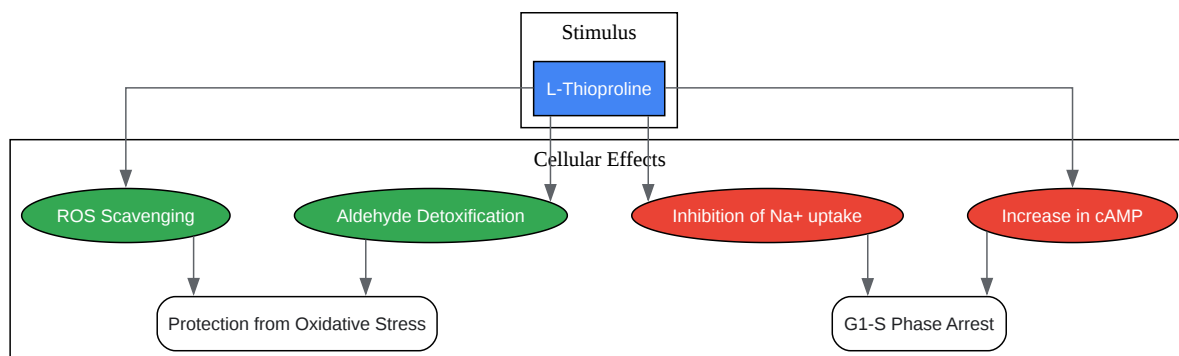 Stimulus
L-Thioproline
Cellular Effects
ROS Scavenging
Aldehyde Detoxification
Inhibition of Na+ uptake
Increase in cAMP
Protection from Oxidative Stress
G1-S Phase Arrest